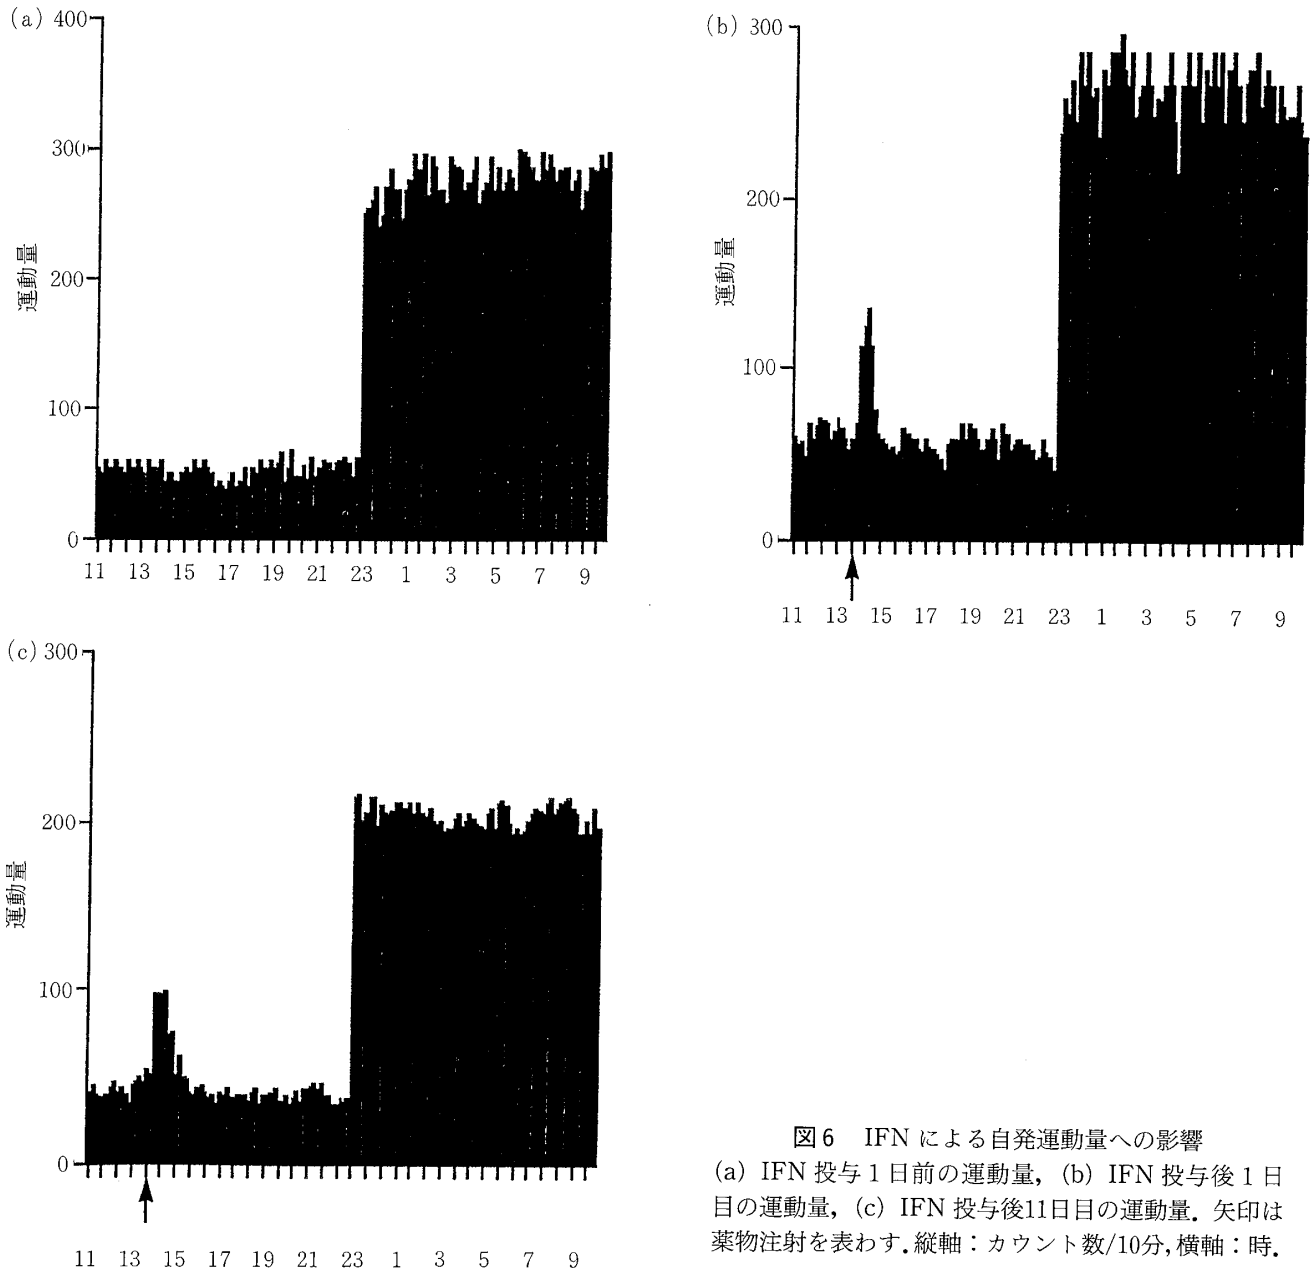 (a) 400
300
200
100
0
運動量
11 13 15 17 19 21 23 1 3 5 7 9
(b) 300
200
100
0
運動量
11 13 15 17 19 21 23 1 3 5 7 9
(c) 300
200
100
0
運動量
11 13 15 17 19 21 23 1 3 5 7 9
図6 IFN による自発運動量への影響
(a) IFN 投与1日前の運動量，(b) IFN 投与後1日
目の運動量，(c) IFN 投与後11日目の運動量．矢印は
薬物注射を表わす．縦軸：カウント数/10分，横軸：時．